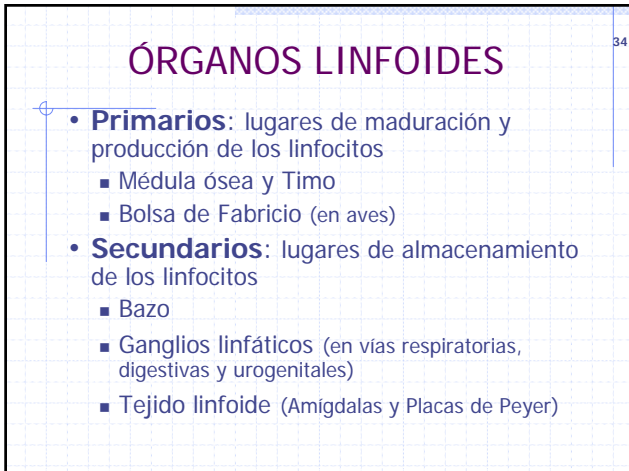 34
ÓRGANOS LINFOIDES
• Primarios: lugares de maduración y
producción de los linfocitos
■ Médula ósea y Timo
■ Bolsa de Fabricio (en aves)
• Secundarios: lugares de almacenamiento
de los linfocitos
■ Bazo
■ Ganglios linfáticos (en vías respiratorias,
digestivas y urogenitales)
■ Tejido linfoide (Amígdalas y Placas de Peyer)